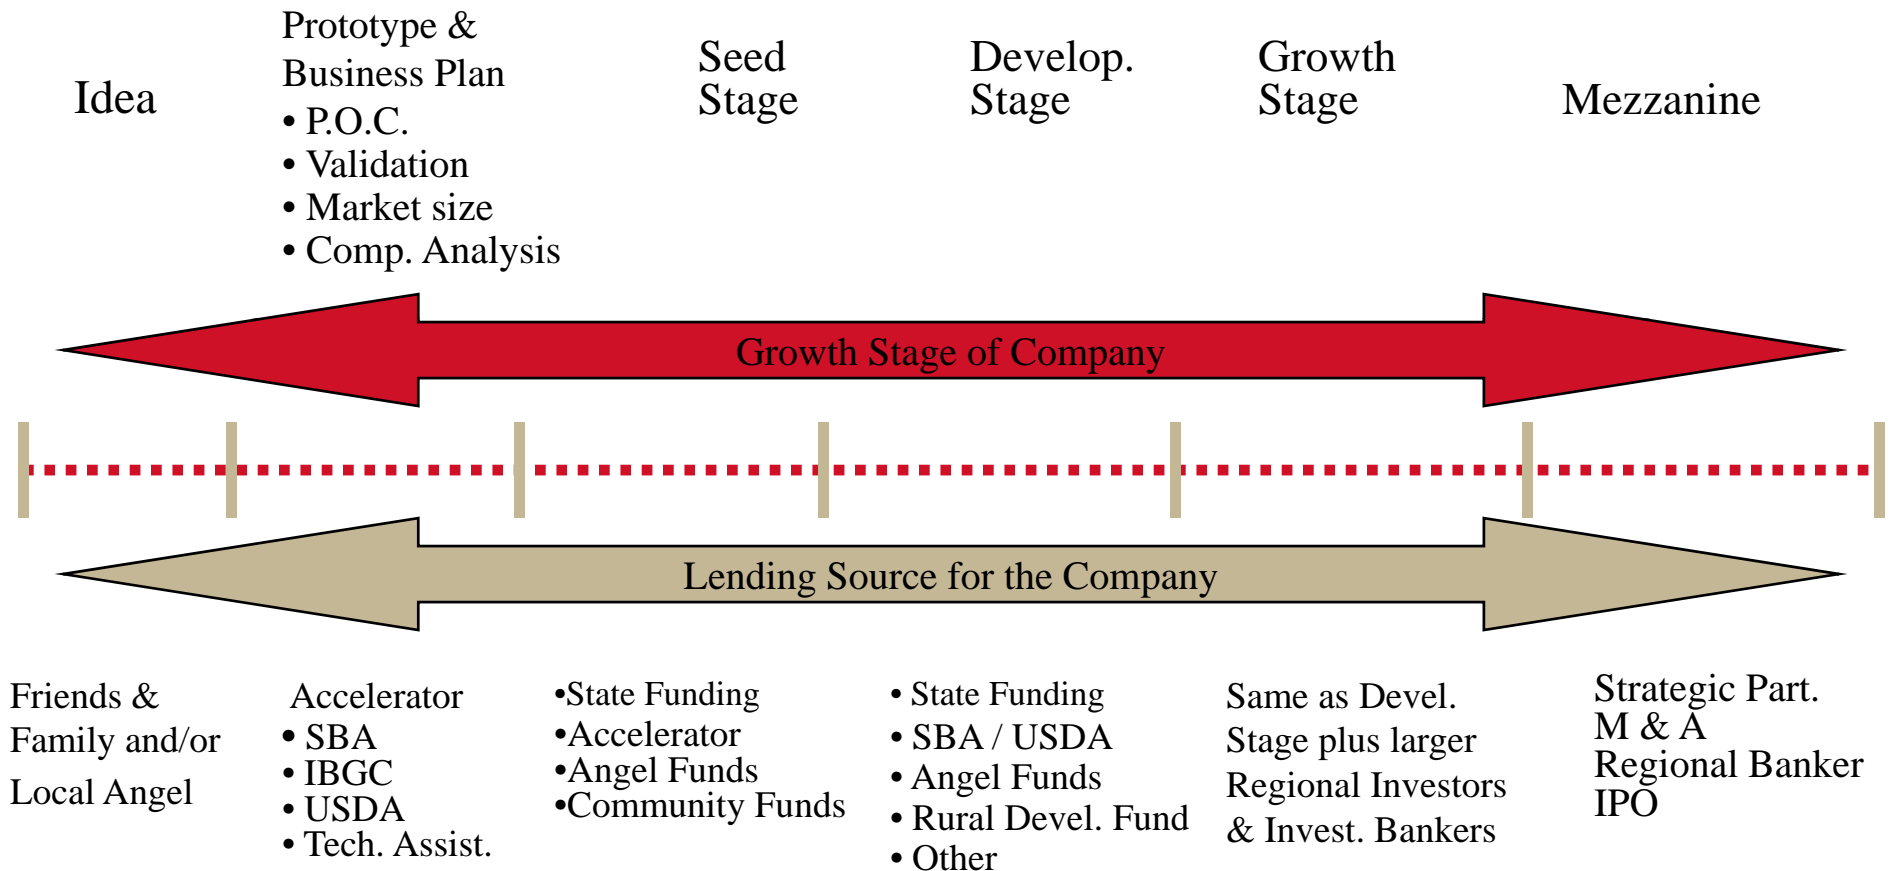 Idea
Prototype &
Business Plan
• P.O.C.
• Validation
• Market size
• Comp. Analysis
Seed
Stage
Develop.
Stage
Growth
Stage
Mezzanine
Growth Stage of Company
Lending Source for the Company
Friends &
Family and/or
Local Angel
Accelerator
• SBA
• IBGC
• USDA
• Tech. Assist.
•State Funding
•Accelerator
•Angel Funds
•Community Funds
• State Funding
• SBA / USDA
• Angel Funds
• Rural Devel. Fund
• Other
Same as Devel.
Stage plus larger
Regional Investors
& Invest. Bankers
Strategic Part.
M & A
Regional Banker
IPO